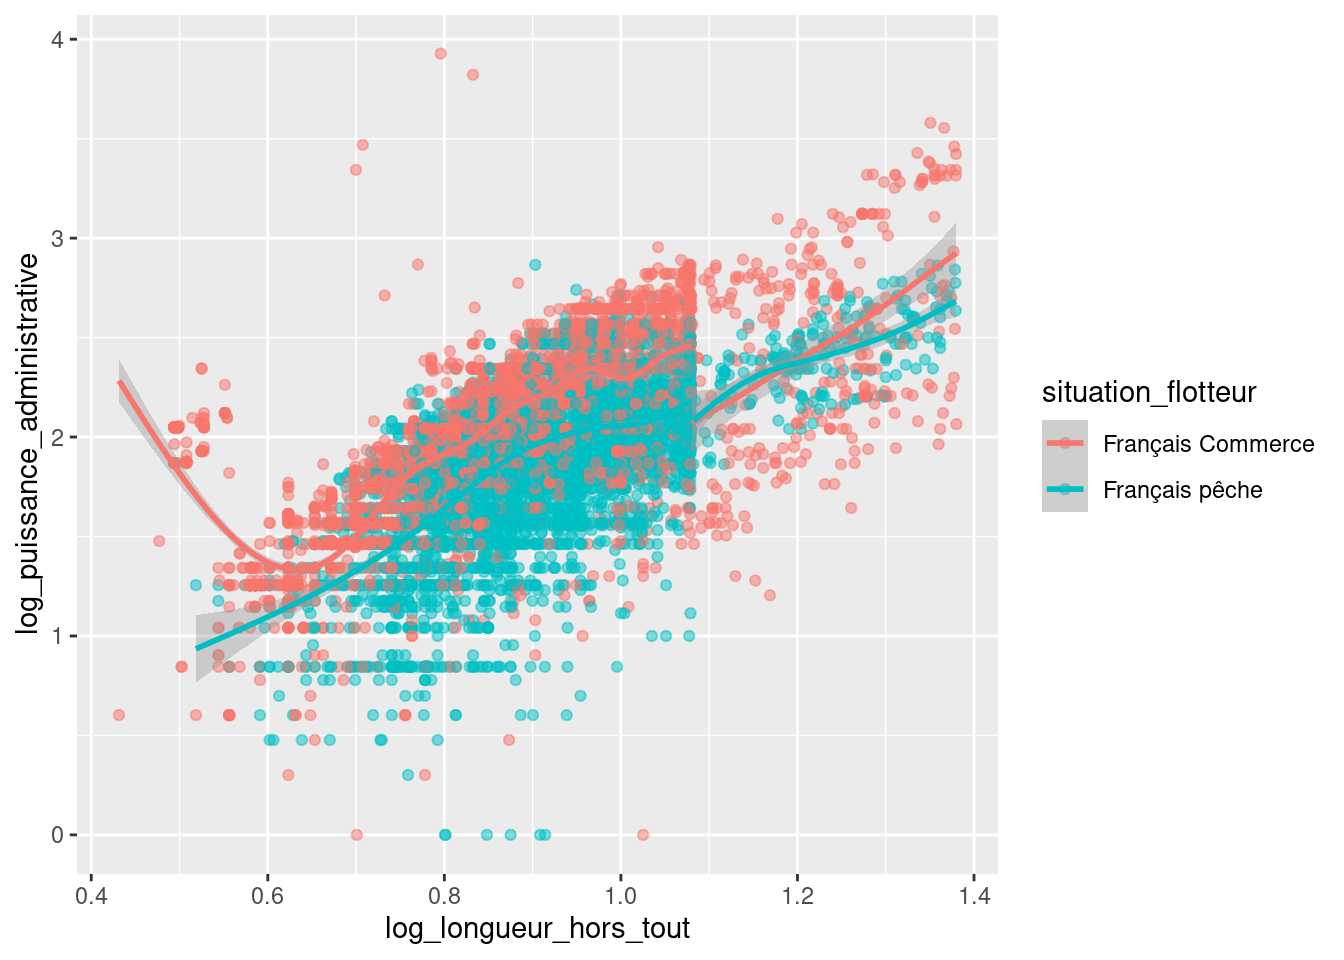 4
3
2
1
0
log_puissance_administrative
0.4
0.6
0.8
1.0
1.2
1.4
log_longueur_hors_tout
situation_flotteur
Français Commerce
Français pêche